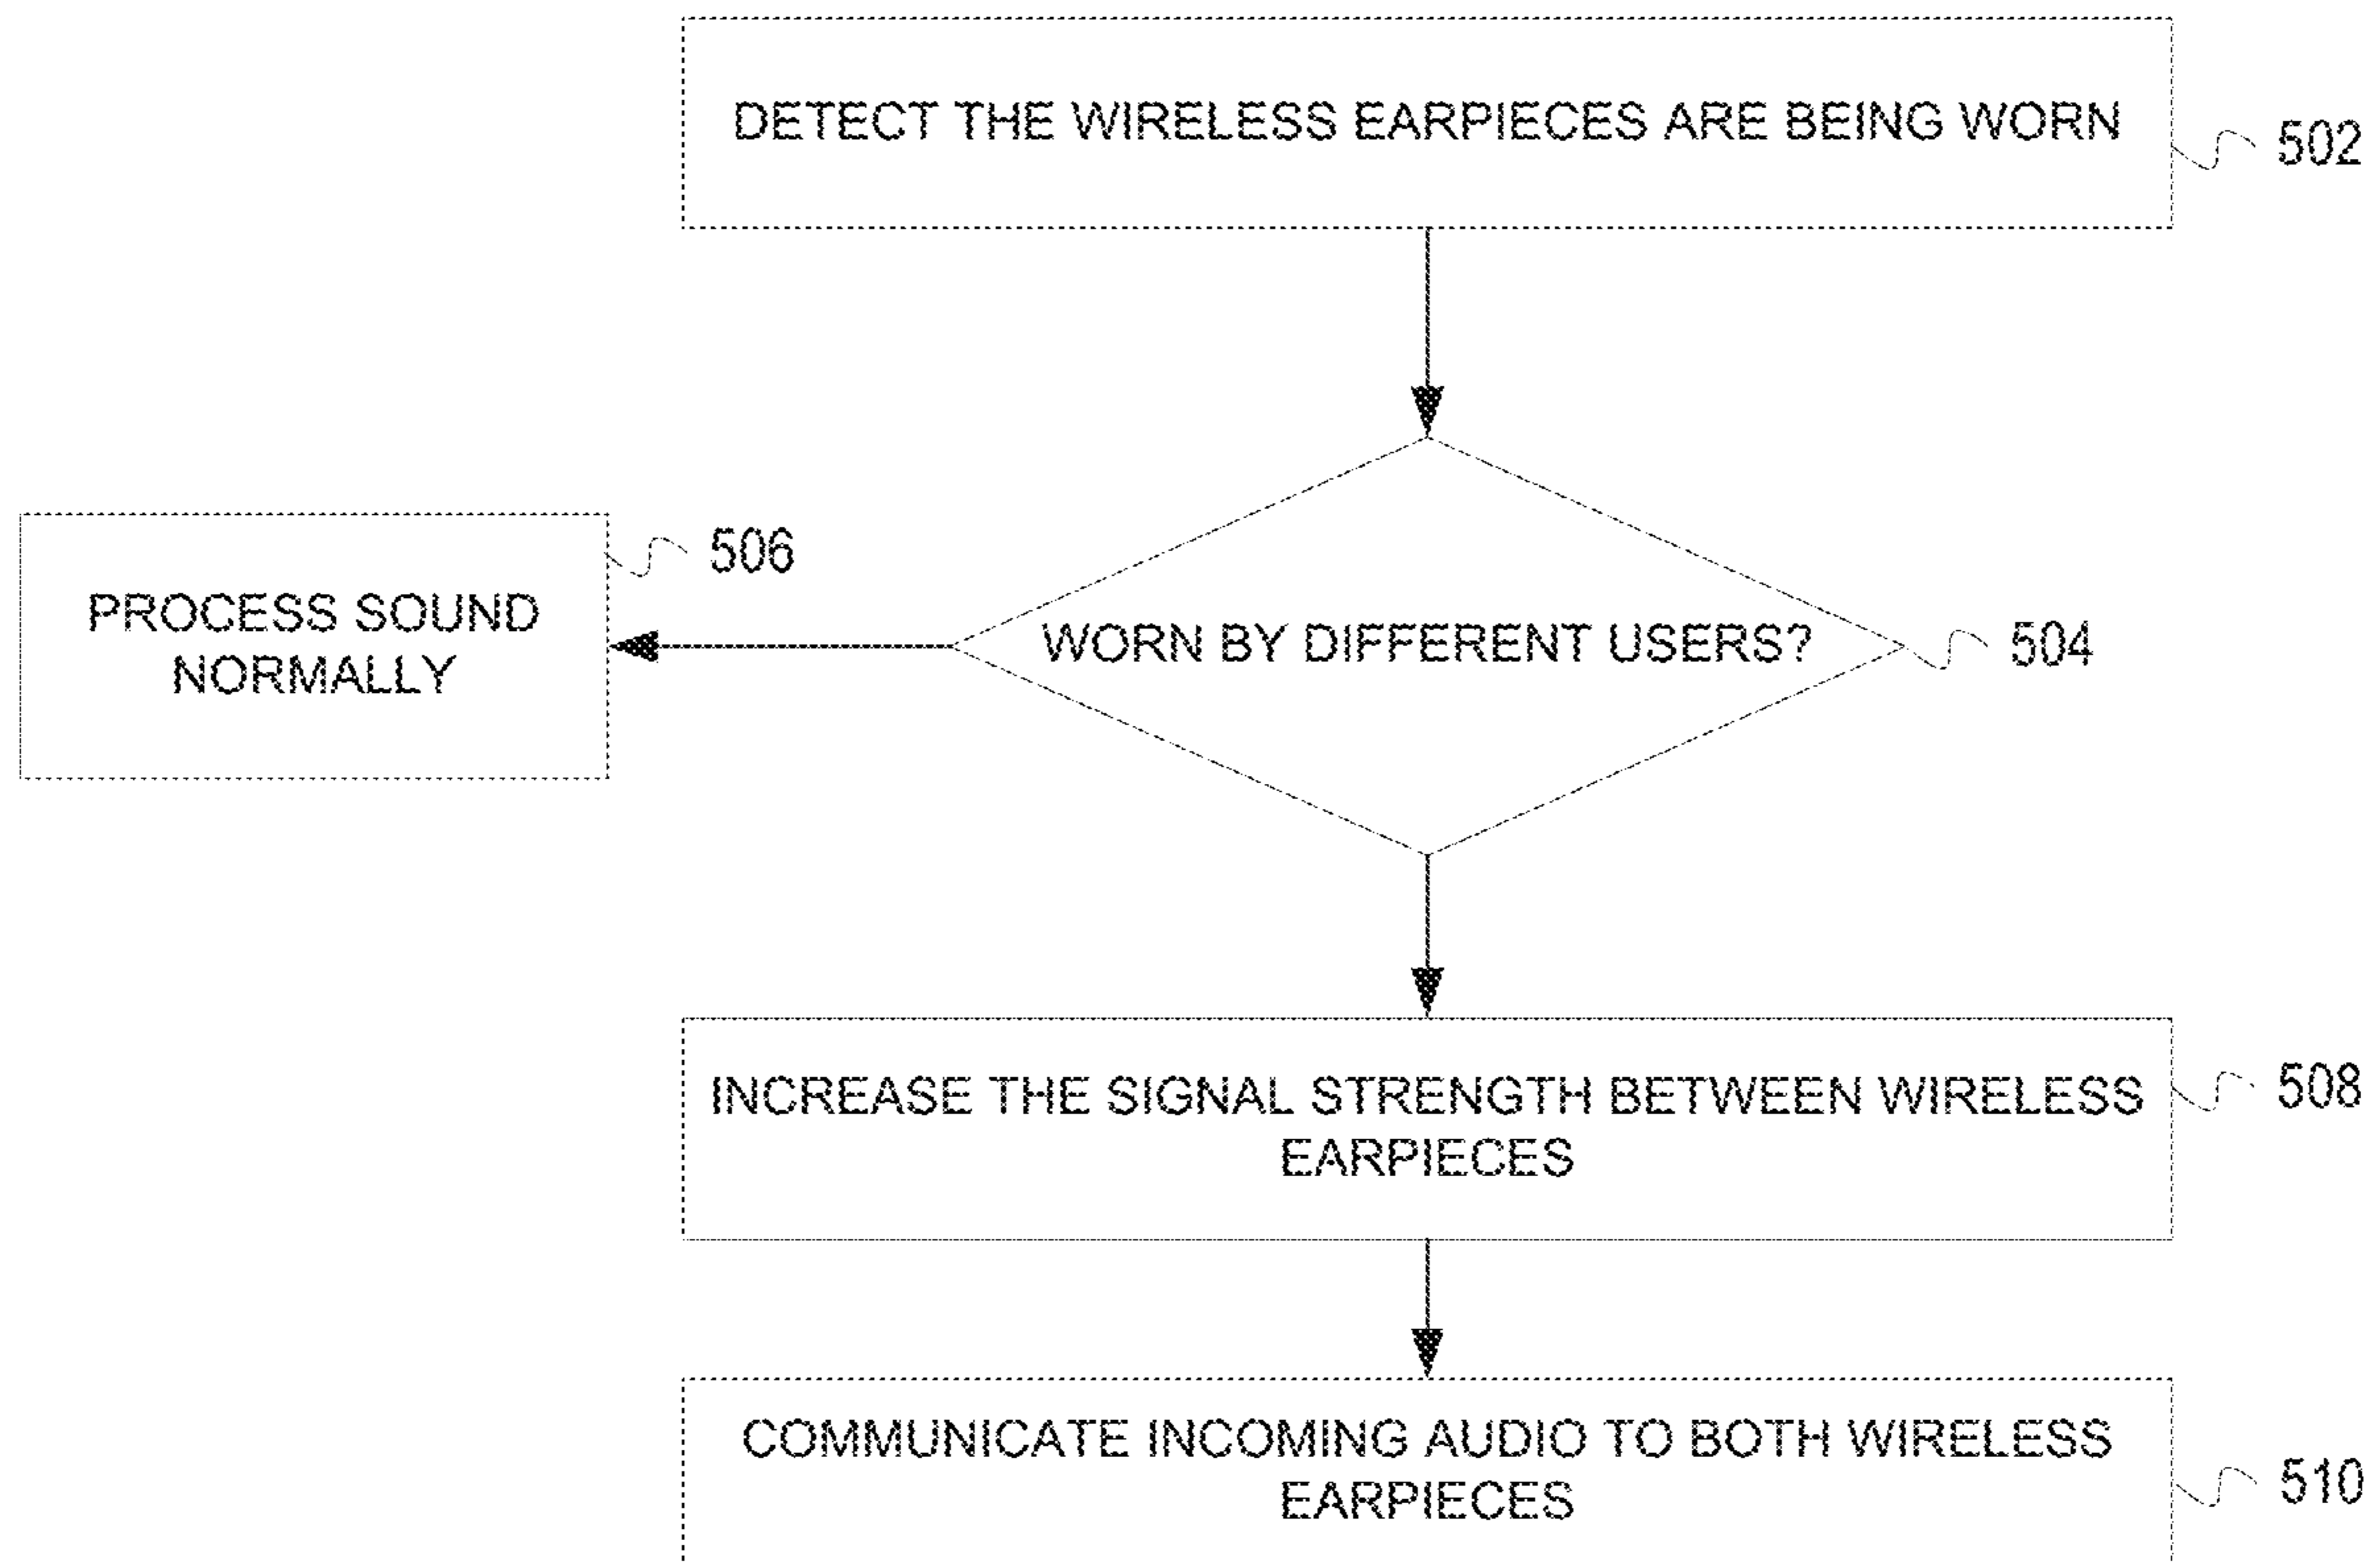 DETECT THE WIRELESS EARPIECES ARE BEING WORN
502
506
PROCESS SOUND
NORMALLY
WORN BY DIFFERENT USERS?
504
INCREASE THE SIGNAL STRENGTH BETWEEN WIRELESS
EARPIECES
508
COMMUNICATE INCOMING AUDIO TO BOTH WIRELESS
EARPIECES
510